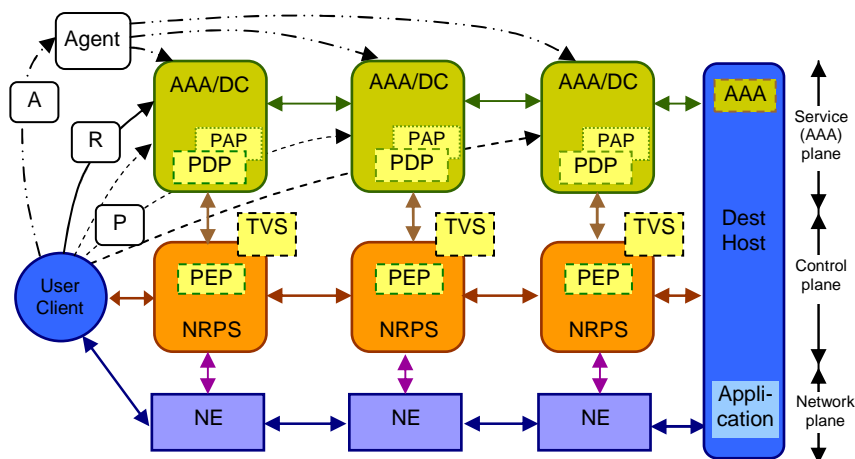 Agent
A
R
P
User
Client
AAA/DC
PAP
PDP
AAA/DC
PAP
PDP
AAA/DC
PAP
PDP
TVS
PEP
NRPS
TVS
PEP
NRPS
TVS
PEP
NRPS
NE
NE
NE
AAA
Dest
Host
Appli-
cation
Service
(AAA)
plane
Control
plane
Network
plane